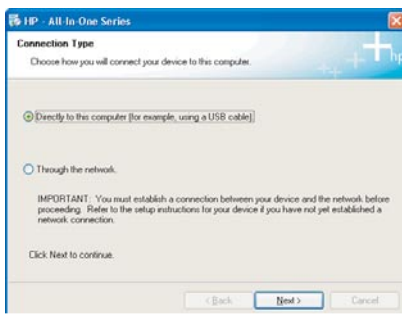 HP - All-In-One Series
Connection Type
Choose how you will connect your device to this computer.
hp
Directly to this computer (for example, using a USB cable)
Through the network.
IMPORTANT: You must establish a connection between
your device and the network before
proceeding. Refer to the setup instructions for your device if you have not yet established a
network connection.
Click Next to continue.
< Back
Next >
Cancel